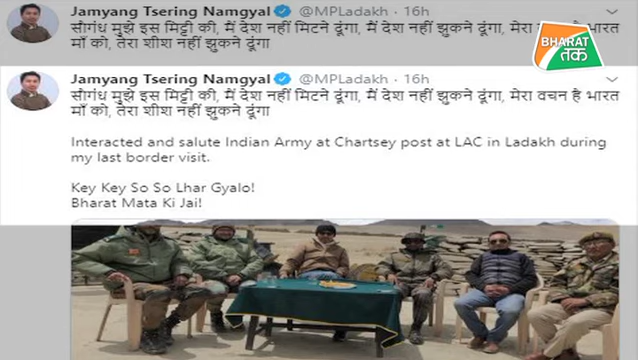 Jamyang Tsering Namgyal @MPLadakh · 16h
सौगंध मुझे इस मिट्टी की, मैं देश नहीं मिटने दूंगा, मैं देश नहीं झुकने दूंगा, मेरा भारत
माँ को, तेरा शीश नहीं झुकने दूंगा
BHARAT
तक
Jamyang Tsering Namgyal @MPLadakh · 16h
सौगंध मुझे इस मिट्टी की, मैं देश नहीं मिटने दूंगा, मैं देश नहीं झुकने दूंगा, मेरा वचन है भारत
माँ को, तेरा शीश नहीं झुकने दूंगा
Interacted and salute Indian Army at Chartsey post at LAC in Ladakh during
my last border visit.
Key Key So So Lhar Gyalo!
Bharat Mata Ki Jai!